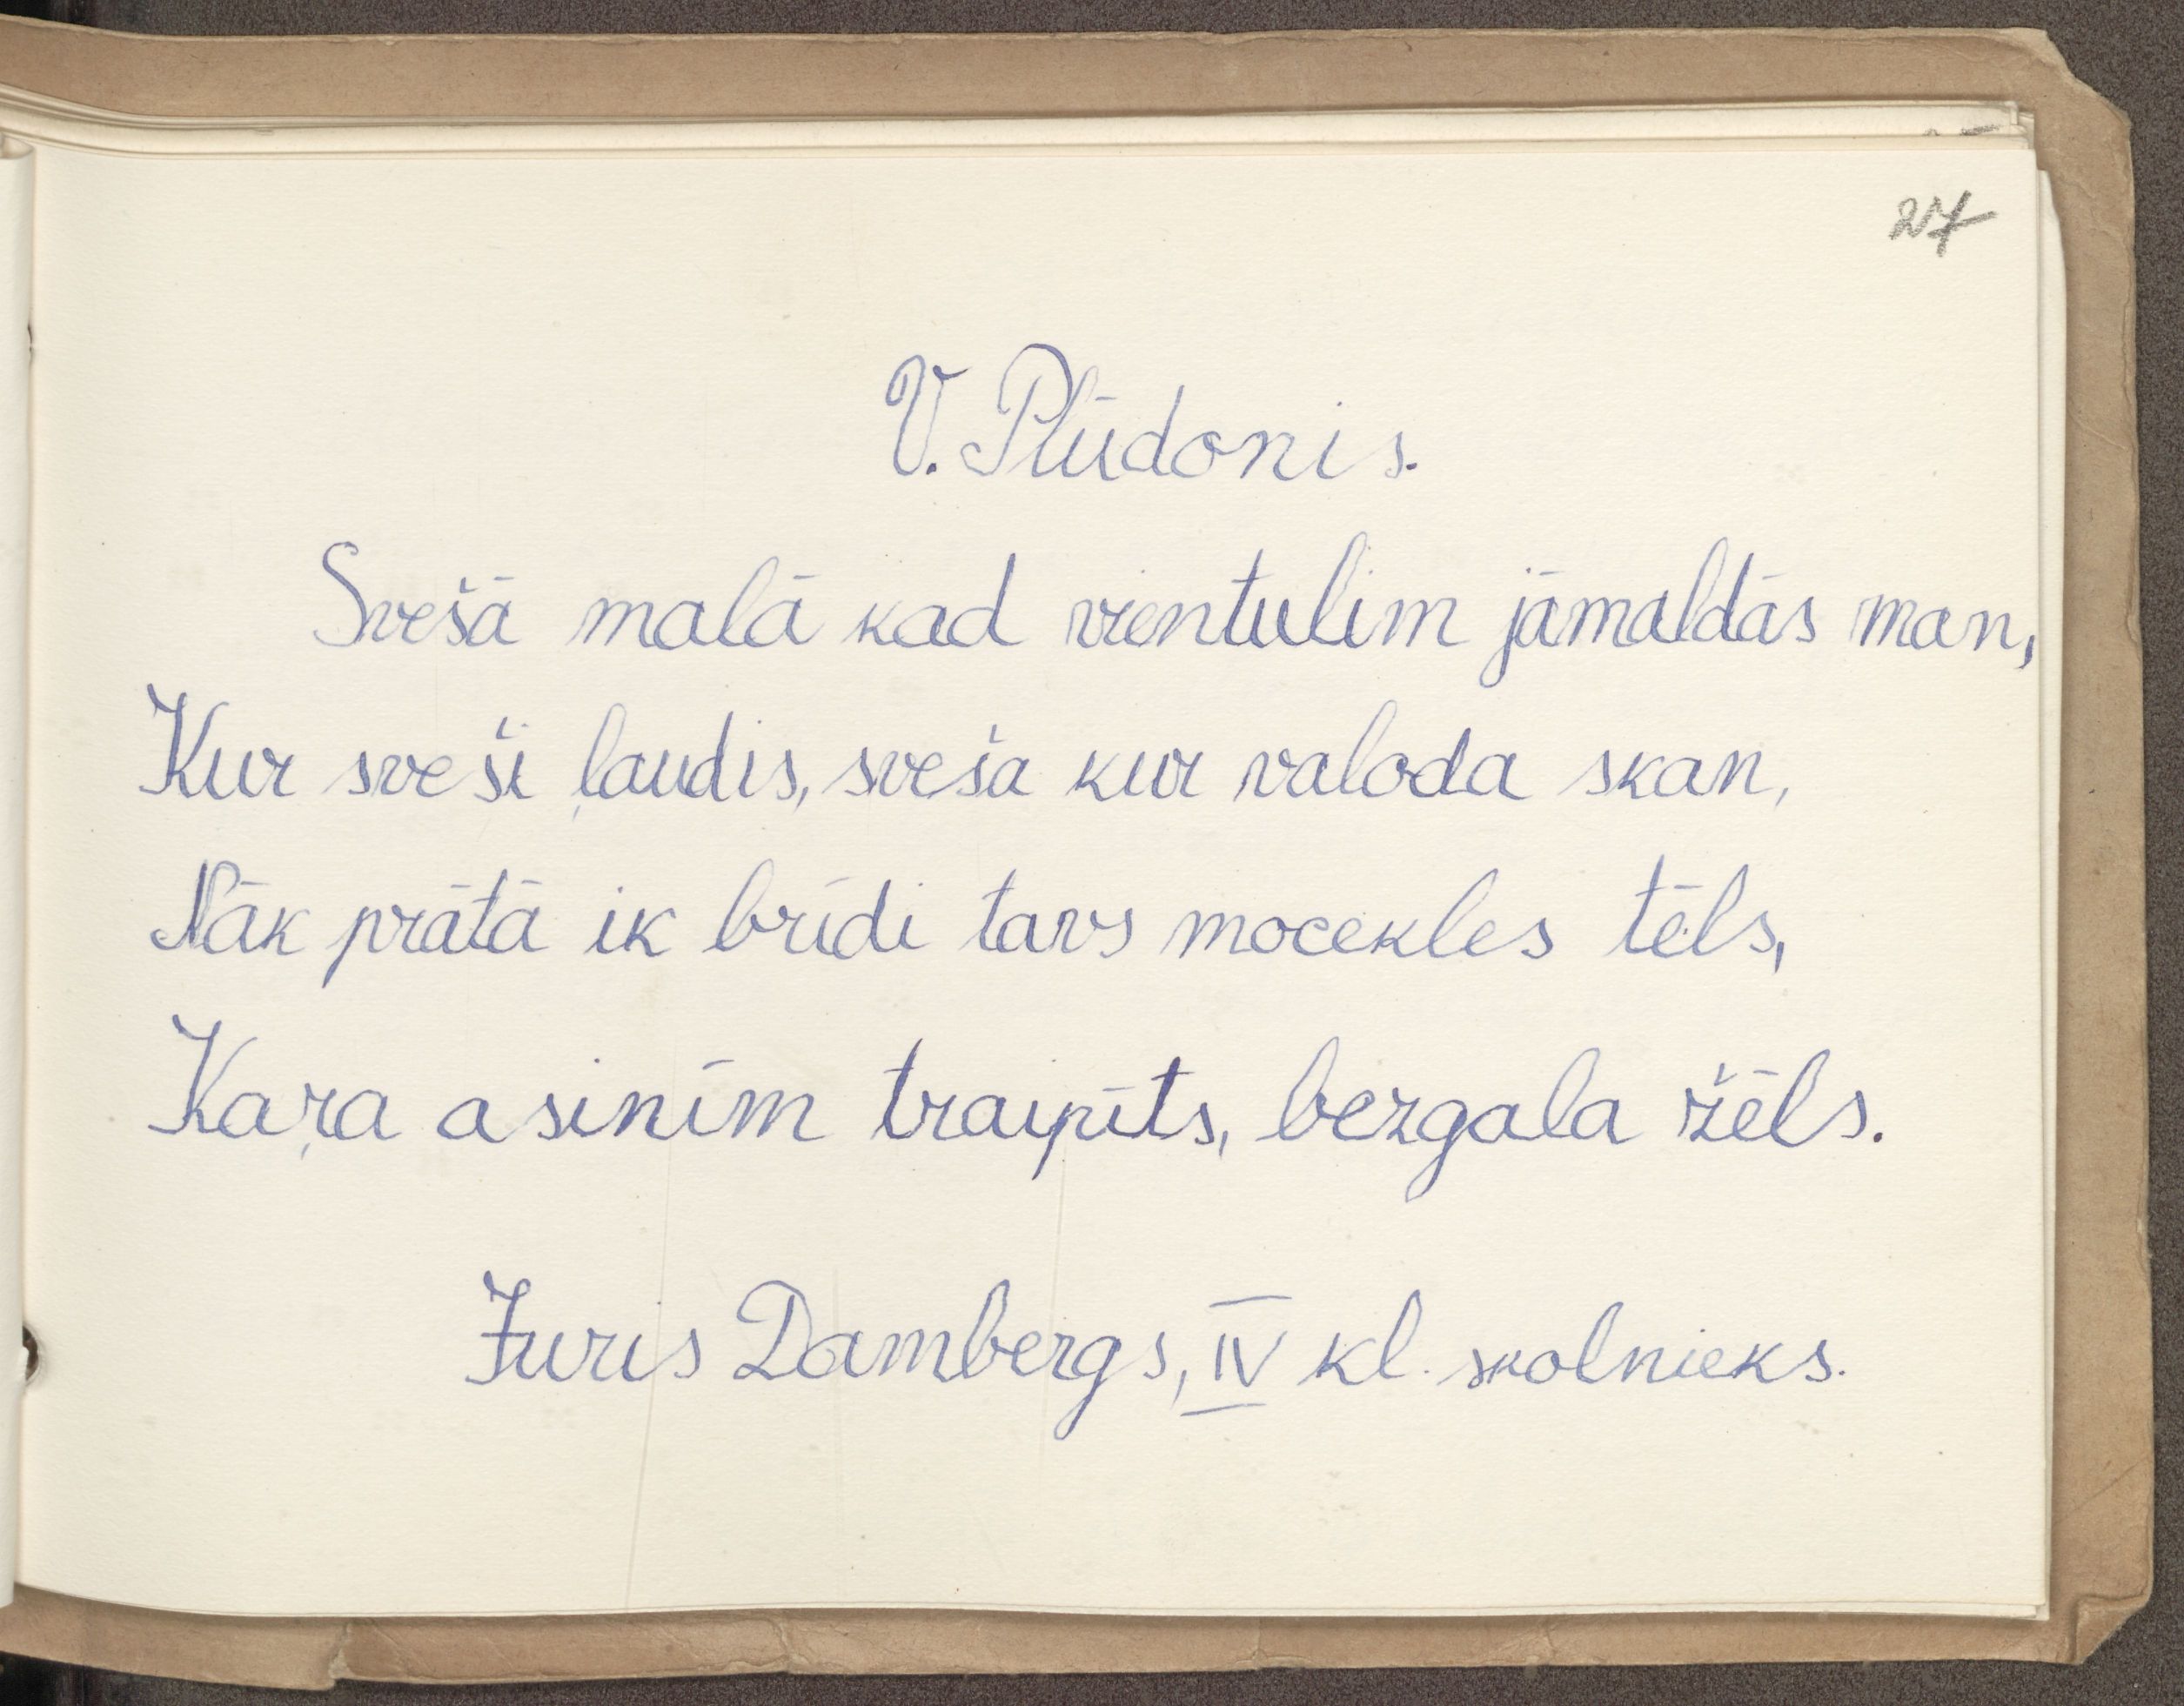 27
V. Plūdonis.
Svešā malā kad vientulim jāmaldās man,
Kur sveši ļaudis, sveša kur valoda skan,
Nāk prātā ik brīdi tavs mocekles tēls,
Kaŗa asinīm traipīts, bezgala žēls.
Juris Dambergs, IV kl. skolnieks.